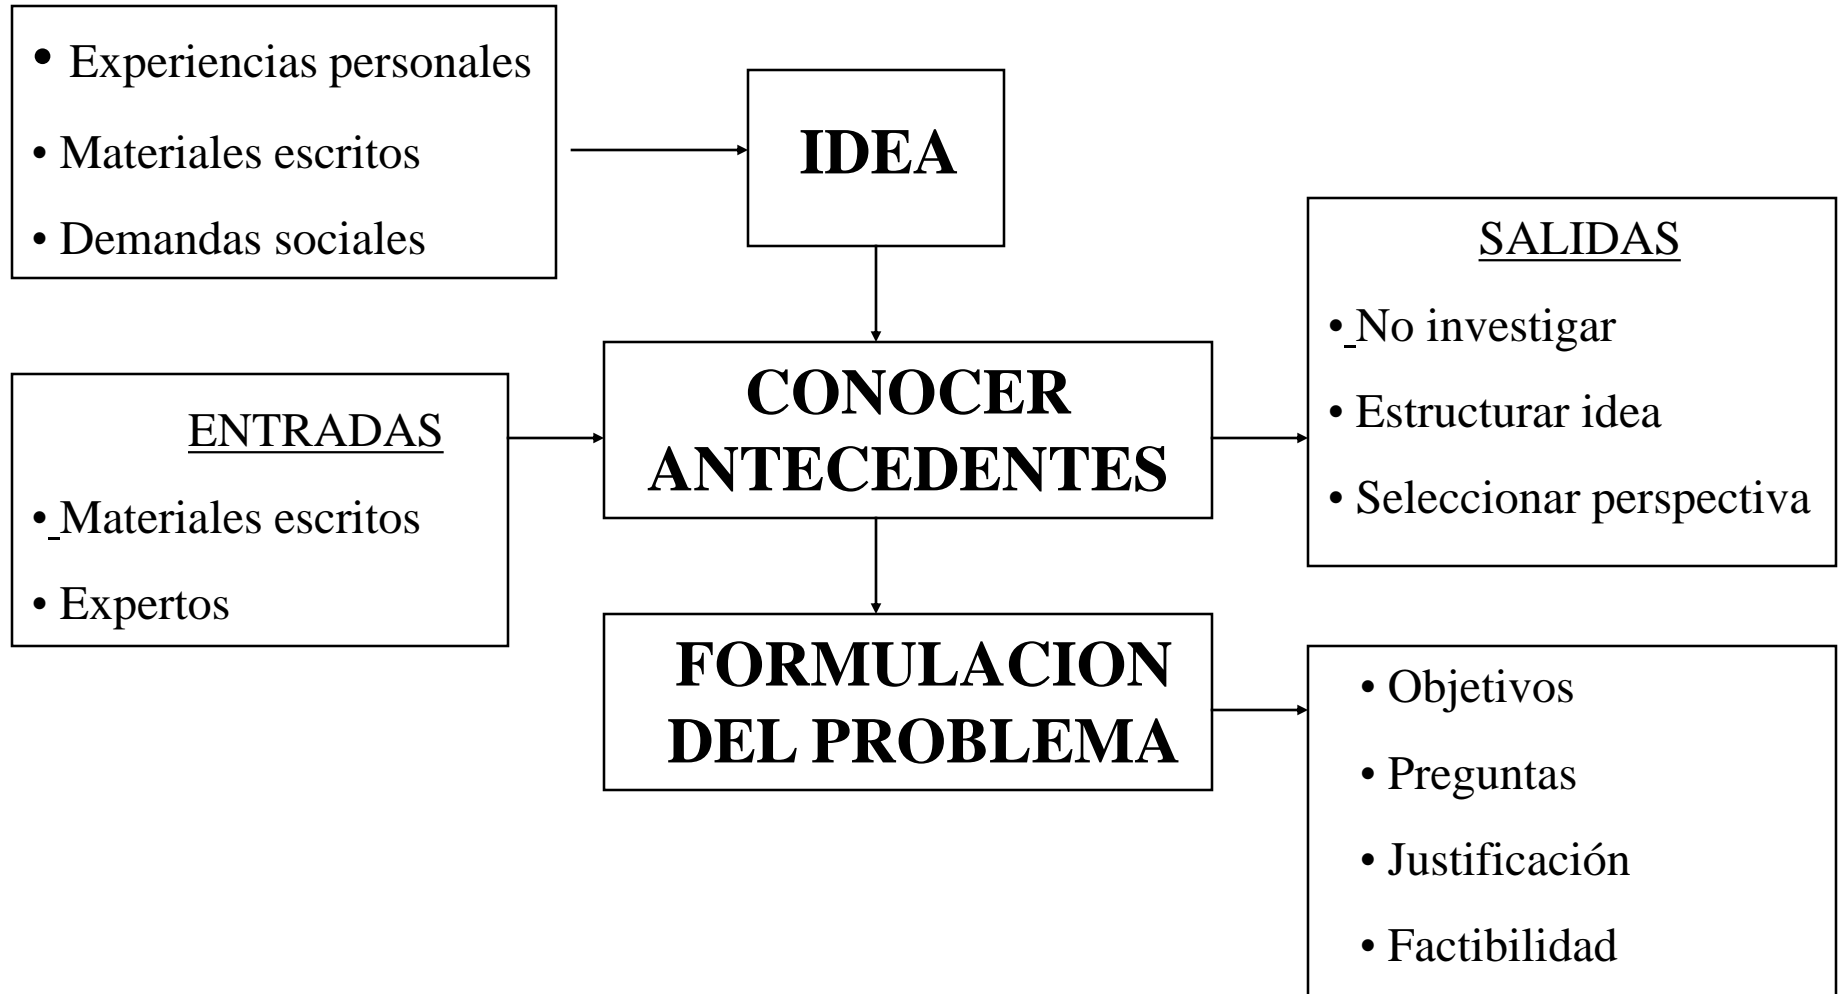 • Experiencias personales
• Materiales escritos
• Demandas sociales
IDEA
ENTRADAS
• Materiales escritos
• Expertos
CONOCER
ANTECEDENTES
SALIDAS
• No investigar
• Estructurar idea
• Seleccionar perspectiva
FORMULACION
DEL PROBLEMA
• Objetivos
• Preguntas
• Justificación
• Factibilidad